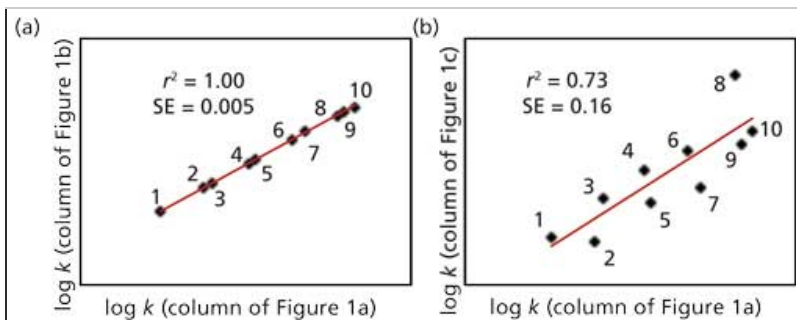 (a)
log k (column of Figure 1b)
r² = 1.00
SE = 0.005
1
2
3
4
5
6
7
8
9
10
log k (column of Figure 1a)
(b)
log k (column of Figure 1c)
r² = 0.73
SE = 0.16
1
2
3
4
5
6
7
8
9
10
log k (column of Figure 1a)